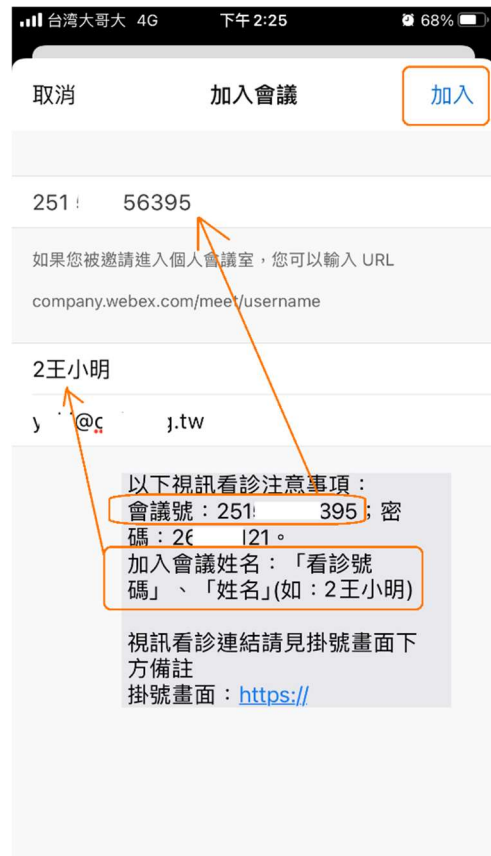 台湾大哥大 4G 下午2:25 68%
取消 加入會議 加入
251 56395
如果您被邀請進入個人會議室，您可以輸入 URL
company.webex.com/meet/username
2王小明
y @ .tw
以下視訊看診注意事項：
會議號：251 395；密
碼：26 121。
加入會議姓名：「看診號
碼」、「姓名」(如：2王小明)
視訊看診連結請見掛號畫面下
方備註
掛號畫面：https://